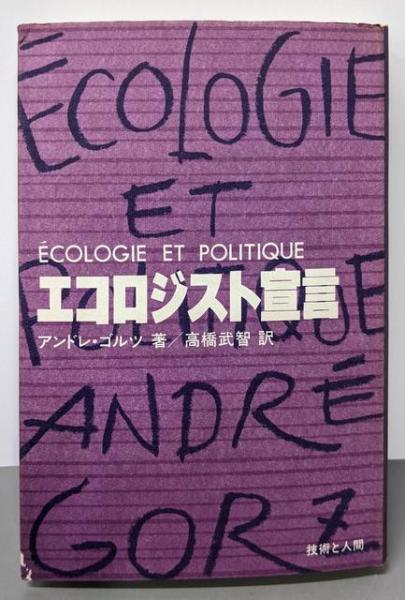 ÉCOLOGIE
ET
ÉCOLOGIE ET POLITIQUE
POLITIQUE
エコロジスト宣言
アンドレ・ゴルツ 著／高橋武智 訳
ANDRÉ
GORZ
技術と人間